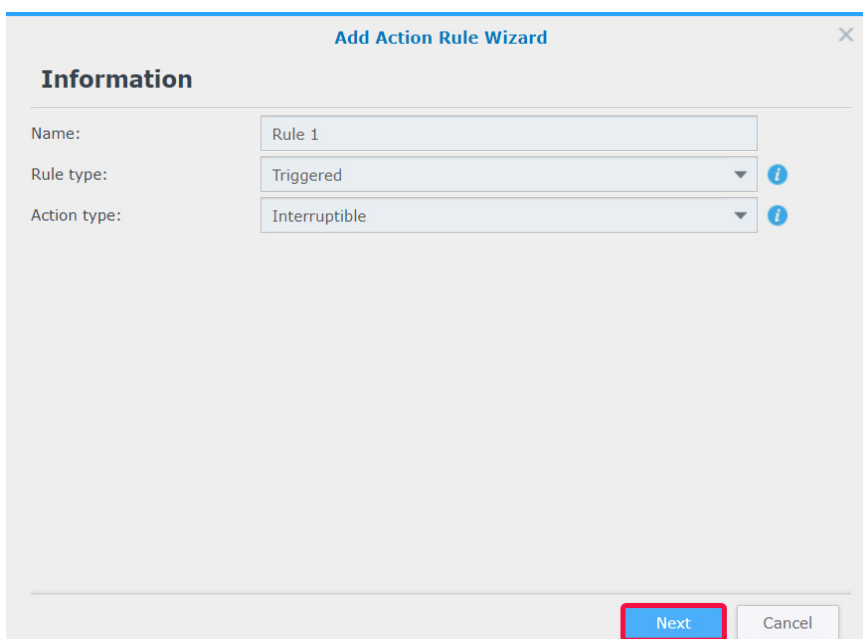 Add Action Rule Wizard
Information
Name: Rule 1
Rule type: Triggered
Action type: Interruptible
Next Cancel